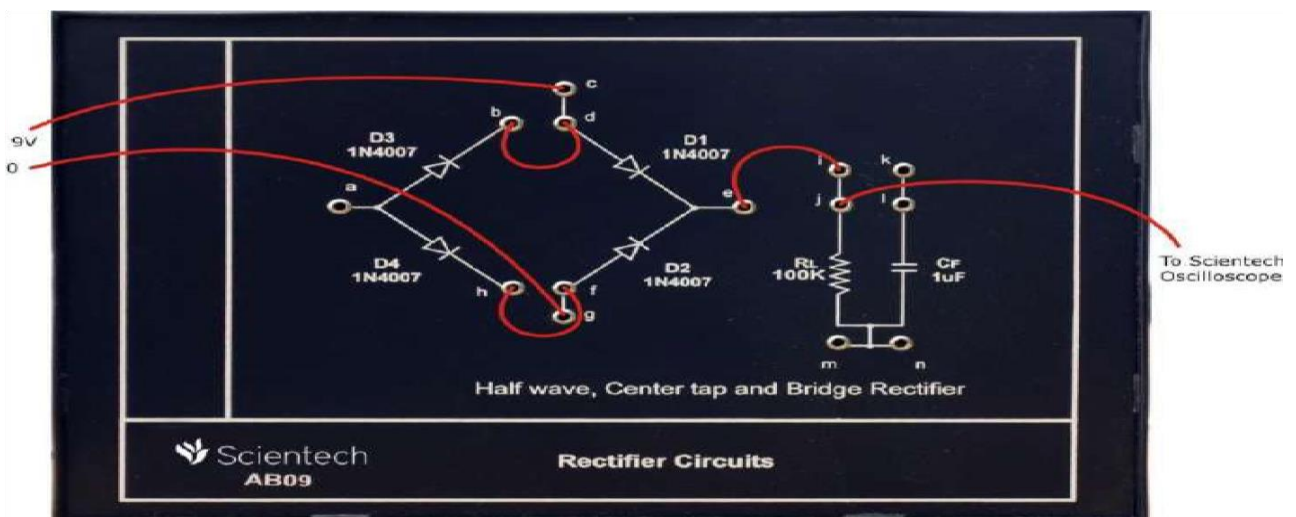 9V
0
c
b
d
D3
1N4007
D1
1N4007
a
e
i
k
j
l
D4
1N4007
D2
1N4007
h
f
g
RL
100K
CF
1uF
m
n
To Scientech
Oscilloscope
Half wave, Center tap and Bridge Rectifier
Scientech
AB09
Rectifier Circuits